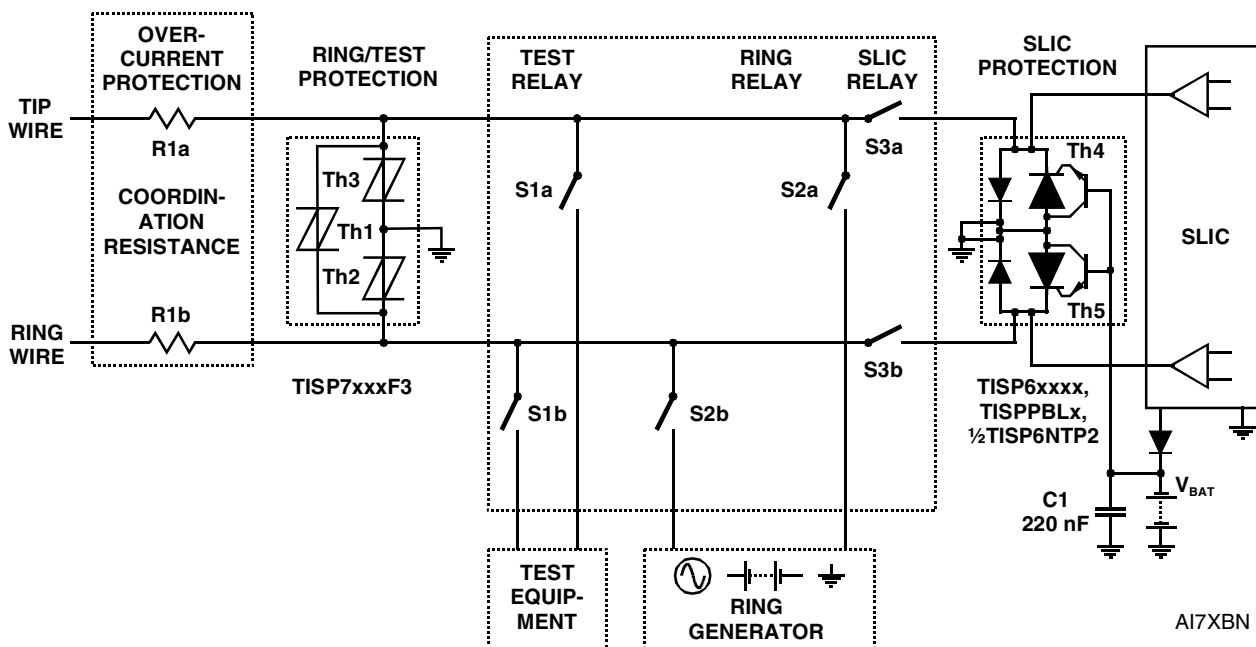 OVER-
CURRENT
PROTECTION
RING/TEST
PROTECTION
TEST
RELAY
RING
RELAY
SLIC
RELAY
SLIC
PROTECTION
TIP
WIRE
R1a
S3a
Th4
Th3
S1a
S2a
COORDIN-
ATION
RESISTANCE
Th1
SLIC
Th2
Th5
R1b
RING
WIRE
S3b
TISP7xxxF3
S1b
S2b
TISP6xxxx,
TISPPBLx,
½TISP6NTP2
VBAT
C1
220 nF
TEST
EQUIP-
MENT
RING
GENERATOR
AI7XBN